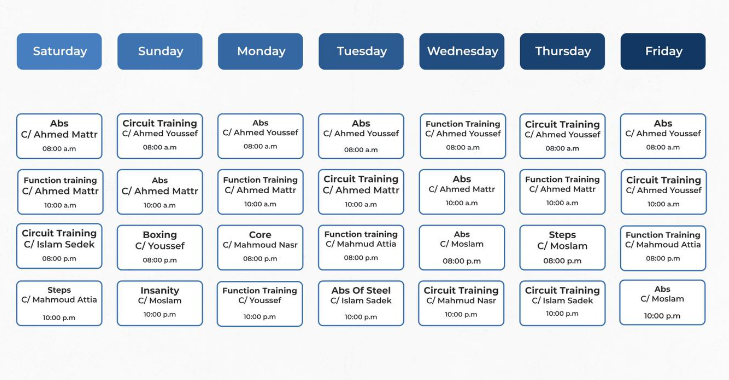 Saturday
Sunday
Monday
Tuesday
Wednesday
Thursday
Friday
Abs
C/ Ahmed Mattr
08:00 a.m
Circuit Training
C/ Ahmed Youssef
08:00 a.m
Abs
C/ Ahmed Youssef
08:00 a.m
Abs
C/ Ahmed Youssef
08:00 a.m
Function Training
C/ Ahmed Youssef
08:00 a.m
Circuit Training
C/ Ahmed Youssef
08:00 a.m
Abs
C/ Ahmed Youssef
08:00 a.m
Function training
C/ Ahmed Mattr
10:00 a.m
Abs
C/ Ahmed Mattr
10:00 a.m
Function Training
C/ Ahmed Mattr
10:00 a.m
Circuit Training
C/ Ahmed Mattr
10:00 a.m
Abs
C/ Ahmed Mattr
10:00 a.m
Function Training
C/ Ahmed Mattr
10:00 a.m
Circuit Training
C/ Ahmed Youssef
10:00 a.m
Circuit Training
C/ Islam Sedek
08:00 p.m
Boxing
C/ Youssef
08:00 p.m
Core
C/ Mahmoud Nasr
08:00 p.m
Function training
C/ Mahmud Attia
08:00 p.m
Abs
C/ Moslam
08:00 p.m
Steps
C/ Moslam
08:00 p.m
Function Training
C/ Mahmoud Attia
08:00 p.m
Steps
C/ Mahmoud Attia
10:00 p.m
Insanity
C/ Moslam
10:00 p.m
Function Training
C/ Youssef
10:00 p.m
Abs Of Steel
C/ Islam Sadek
10:00 p.m
Circuit Training
C/ Mahmud Nasr
10:00 p.m
Circuit Training
C/ Islam Sadek
10:00 p.m
Abs
C/ Moslam
10:00 p.m